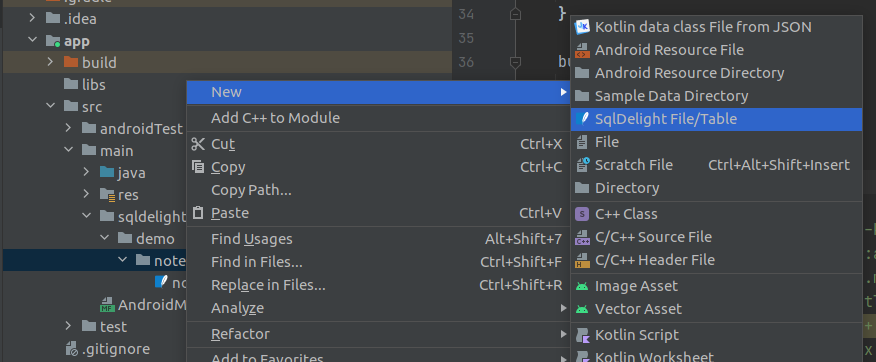 .idea
app
build
libs
src
androidTest
main
java
res
sqldelight
demo
note
no
AndroidM
test
.gitignore
34
35
36
}
bu
New
Add C++ to Module
Cut Ctrl+X
Copy Ctrl+C
Copy Path...
Paste Ctrl+V
Find Usages Alt+Shift+7
Find in Files... Ctrl+Shift+F
Replace in Files... Ctrl+Shift+R
Analyze
Refactor
Add to Favorites
Kotlin data class File from JSON
Android Resource File
Android Resource Directory
Sample Data Directory
SqlDelight File/Table
File
Scratch File Ctrl+Alt+Shift+Insert
Directory
C++ Class
C/C++ Source File
C/C++ Header File
Image Asset
Vector Asset
Kotlin Script
Kotlin Worksheet